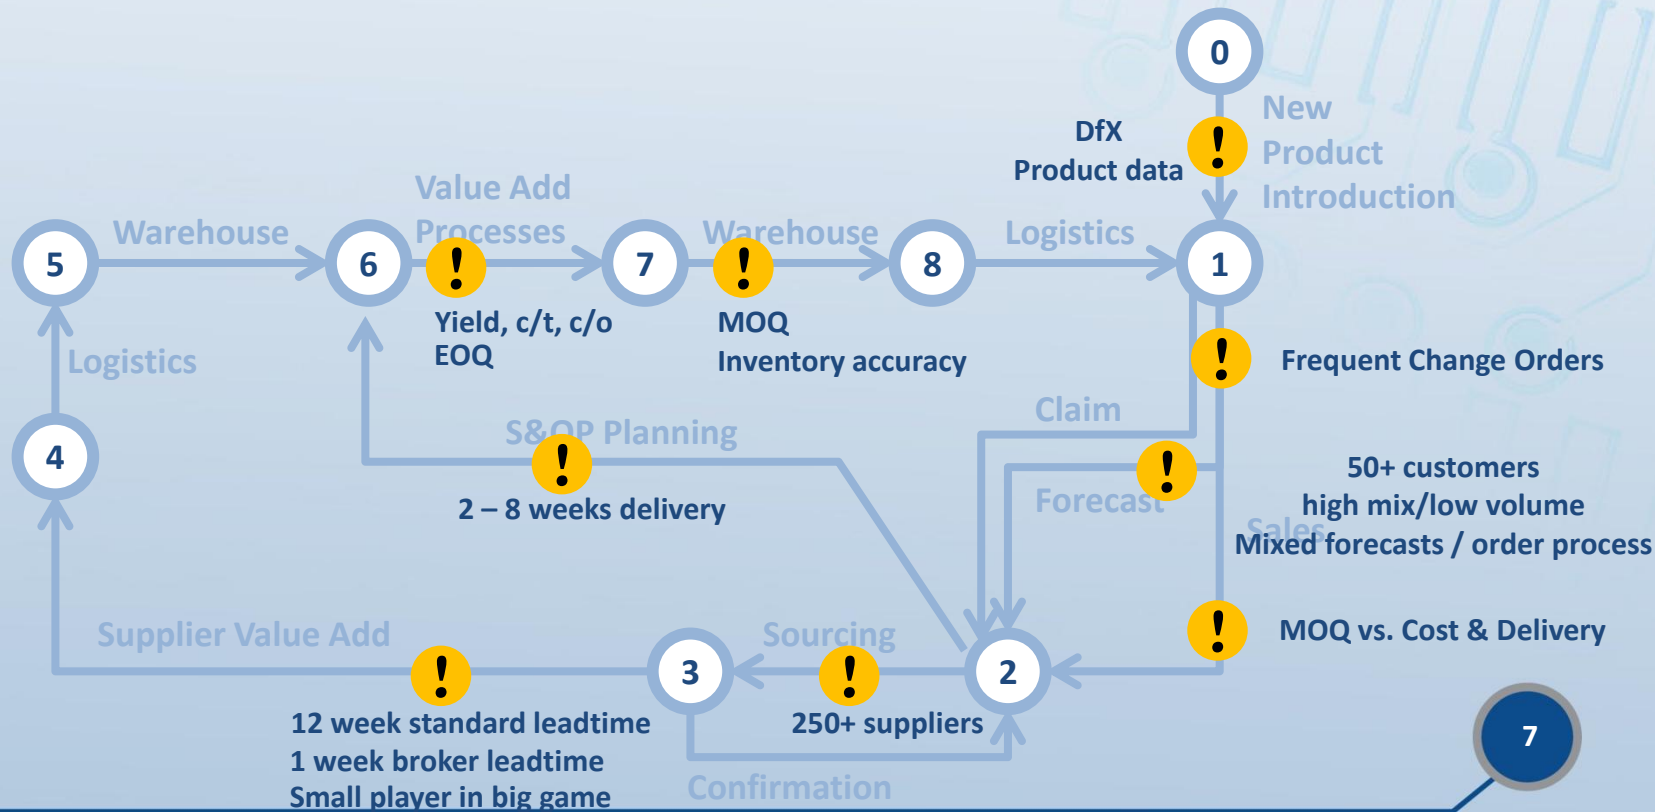 0
!
New
Product
Introduction
DfX
Product data
5
Warehouse
6
Value Add
Processes
!
Yield, c/t, c/o
EOQ
7
Warehouse
!
MOQ
Inventory accuracy
8
Logistics
1
!
Frequent Change Orders
Logistics
4
S&OP Planning
!
2 – 8 weeks delivery
Claim
!
Forecast
50+ customers
high mix/low volume
Sales
Mixed forecasts / order process
!
MOQ vs. Cost & Delivery
Supplier Value Add
!
12 week standard leadtime
1 week broker leadtime
Small player in big game
3
Sourcing
!
250+ suppliers
2
Confirmation
7